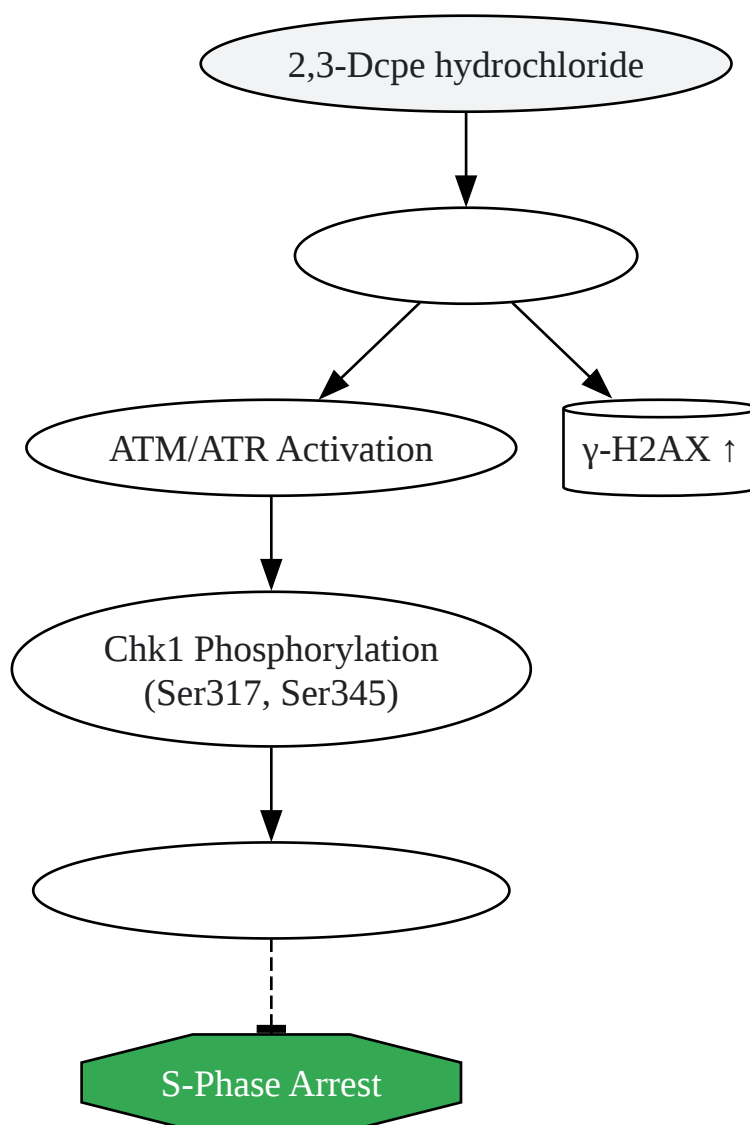 2,3-Dcpe hydrochloride
ATM/ATR Activation
γ-H2AX ↑
Chk1 Phosphorylation
(Ser317, Ser345)
S-Phase Arrest